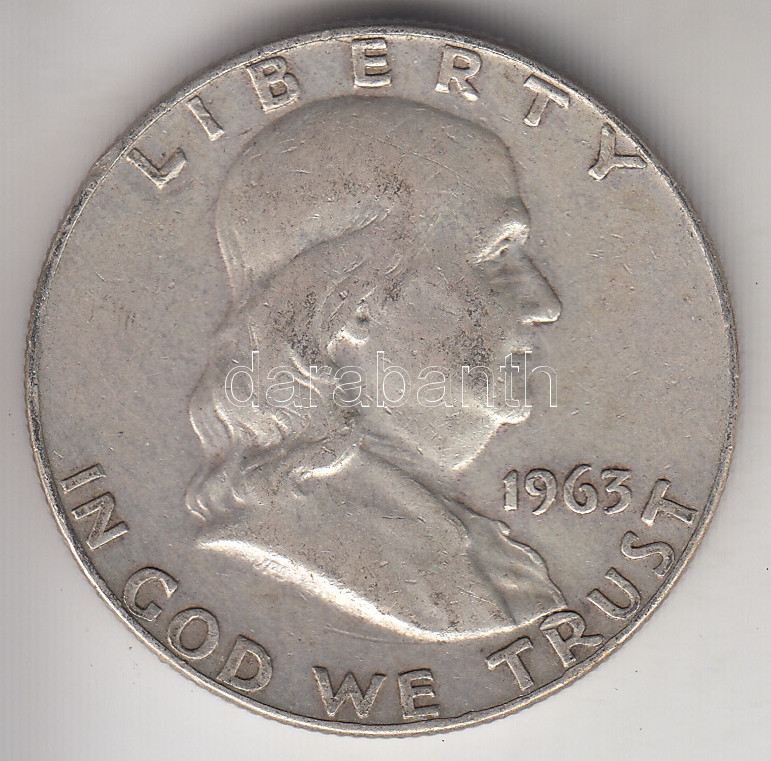 LIBERTY
darabanth
1963
IN GOD WE TRUST